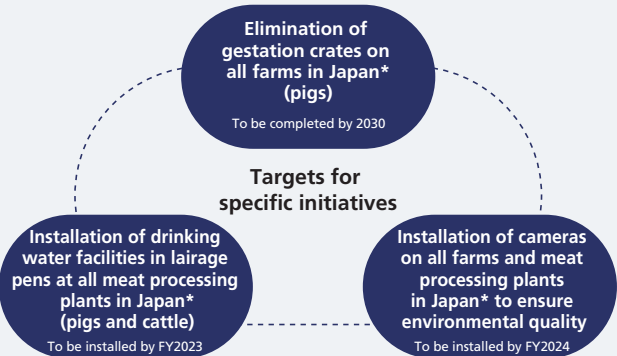 Elimination of
gestation crates on
all farms in Japan*
(pigs)
To be completed by 2030
Targets for
specific initiatives
Installation of drinking
water facilities in lairage
pens at all meat processing
plants in Japan*
(pigs and cattle)
To be installed by FY2023
Installation of cameras
on all farms and meat
processing plants
in Japan* to ensure
environmental quality
To be installed by FY2024